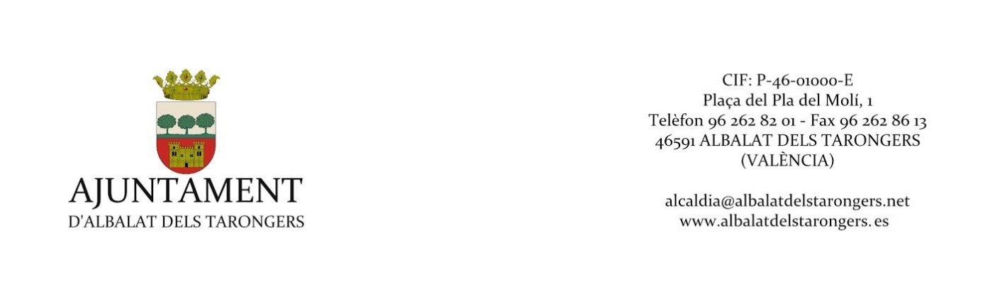 AJUNTAMENT
D'ALBALAT DELS TARONGERS
CIF: P-46-01000-E
Plaça del Pla del Molí, 1
Telèfon 96 262 82 01 - Fax 96 262 86 13
46591 ALBALAT DELS TARONGERS
(VALÈNCIA)
alcaldia@albalatdelstarongers.net
www.albalatdelstarongers.es